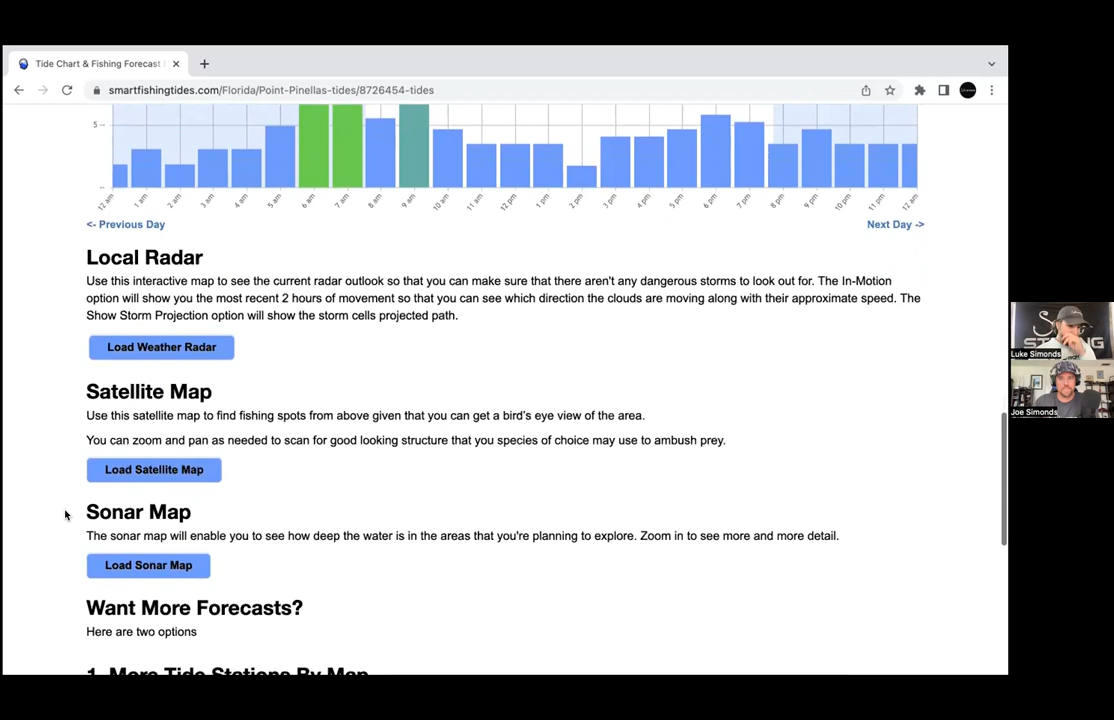 Tide Chart & Fishing Forecast
smartfishingtides.com/Florida/Point-Pinellas-tides/8726454-tides
5
12 am
1 am
2 am
3 am
4 am
5 am
6 am
7 am
8 am
9 am
10 am
11 am
12 pm
1 pm
2 pm
3 pm
4 pm
5 pm
6 pm
7 pm
8 pm
9 pm
10 pm
11 pm
12 am
<- Previous Day
Next Day ->
Local Radar
Use this interactive map to see the current radar outlook so that you can make sure that there aren't any dangerous storms to look out for. The In-Motion
option will show you the most recent 2 hours of movement so that you can see which direction the clouds are moving along with their approximate speed. The
Show Storm Projection option will show the storm cells projected path.
Load Weather Radar
Satellite Map
Use this satellite map to find fishing spots from above given that you can get a bird's eye view of the area.
You can zoom and pan as needed to scan for good looking structure that you species of choice may use to ambush prey.
Load Satellite Map
Sonar Map
The sonar map will enable you to see how deep the water is in the areas that you're planning to explore. Zoom in to see more and more detail.
Load Sonar Map
Want More Forecasts?
Here are two options
1. More Tide Stations By Map
Luke Simonds
Joe Simonds